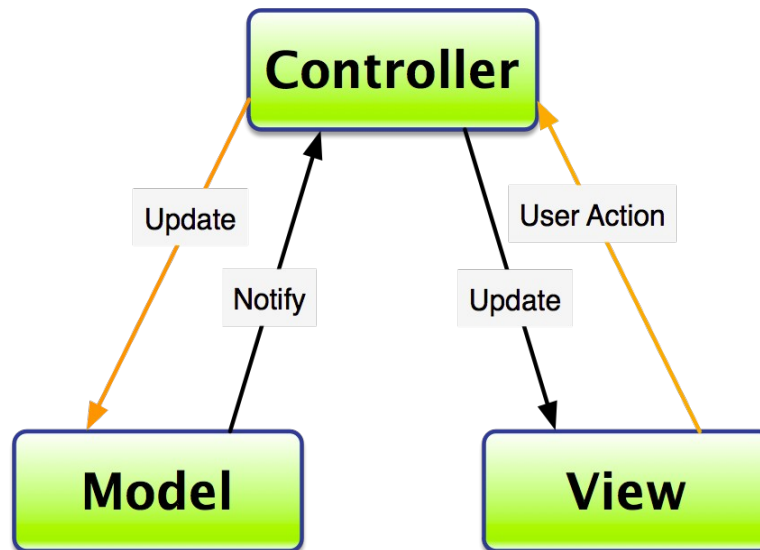 Controller
Update
User Action
Notify
Update
Model
View